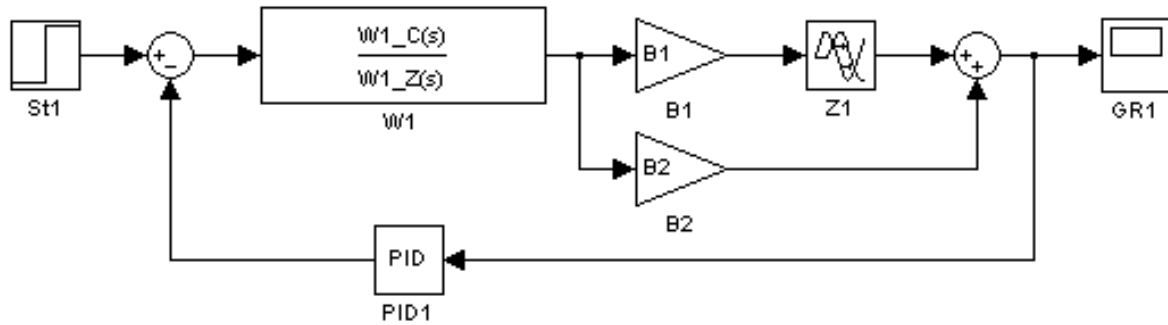 St1
+
−
W1_C(s)
W1_Z(s)
W1
B1
B1
Z1
+
+
GR1
B2
B2
PID
PID1